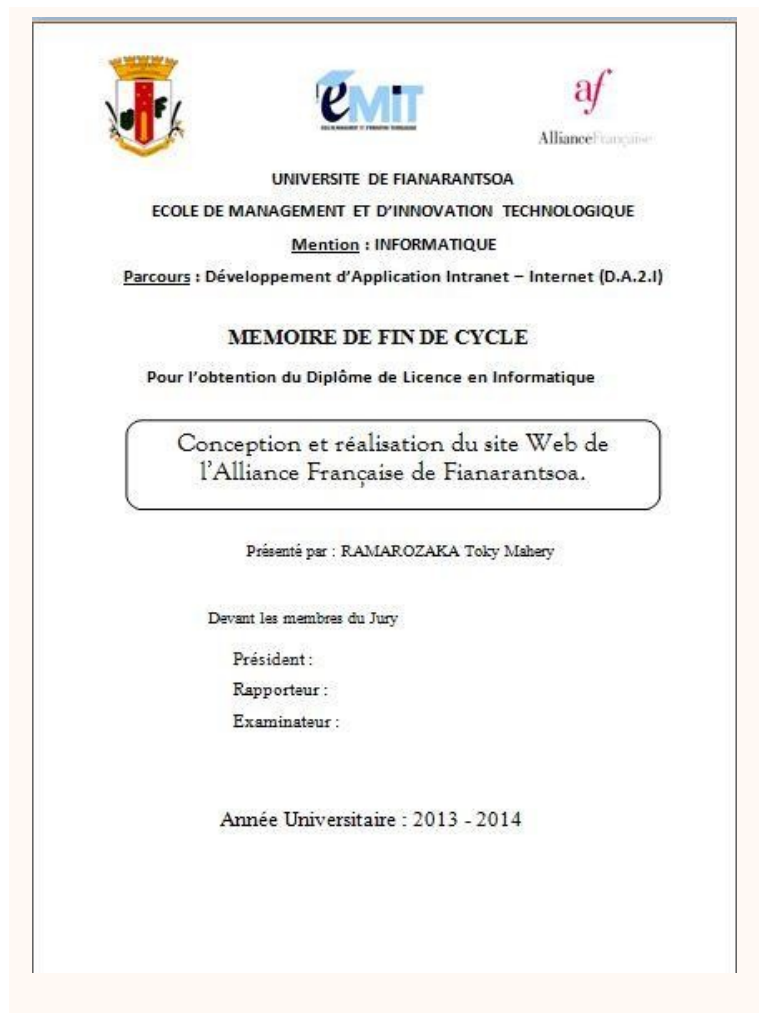 eMiT
af
AllianceFrançaise
UNIVERSITE DE FIANARANTSOA
ECOLE DE MANAGEMENT ET D'INNOVATION TECHNOLOGIQUE
Mention : INFORMATIQUE
Parcours : Développement d'Application Intranet – Internet (D.A.2.I)
MEMOIRE DE FIN DE CYCLE
Pour l'obtention du Diplôme de Licence en Informatique
Conception et réalisation du site Web de
l'Alliance Française de Fianarantsoa.
Présenté par : RAMAROZAKA Toky Mahery
Devant les membres du Jury
Président :
Rapporteur :
Examinateur :
Année Universitaire : 2013 - 2014